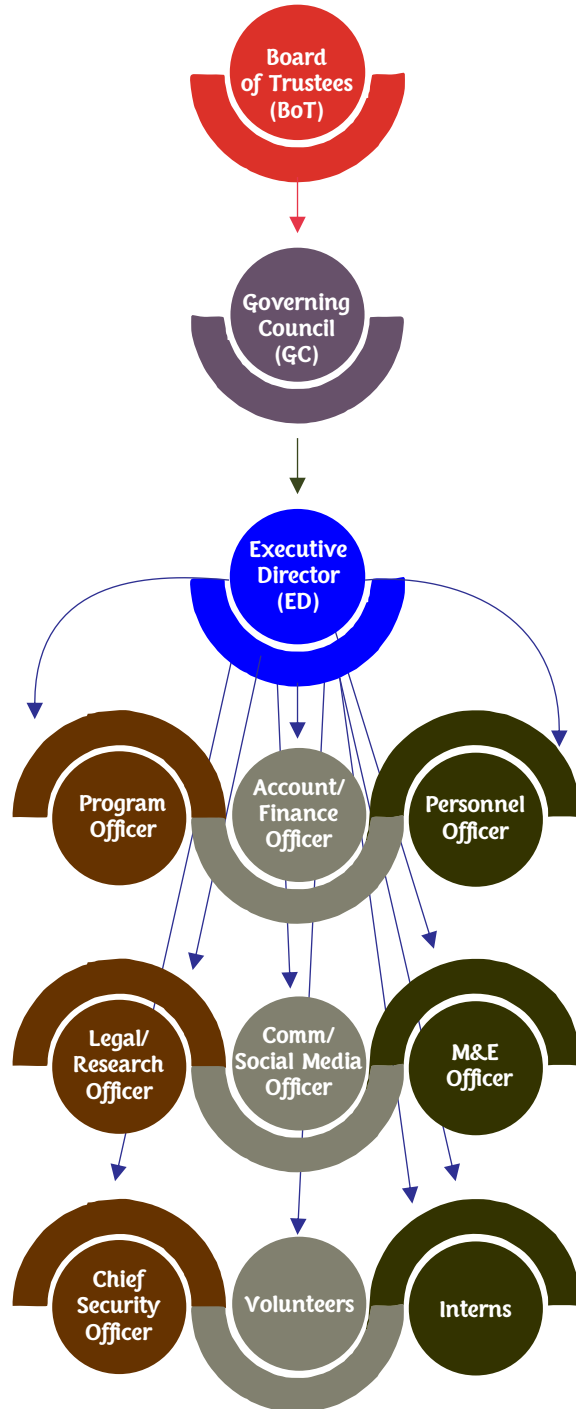 Board
of Trustees
(BoT)
Governing
Council
(GC)
Executive
Director
(ED)
Program
Officer
Account/
Finance
Officer
Personnel
Officer
Legal/
Research
Officer
Comm/
Social Media
Officer
M&E
Officer
Chief
Security
Officer
Volunteers
Interns